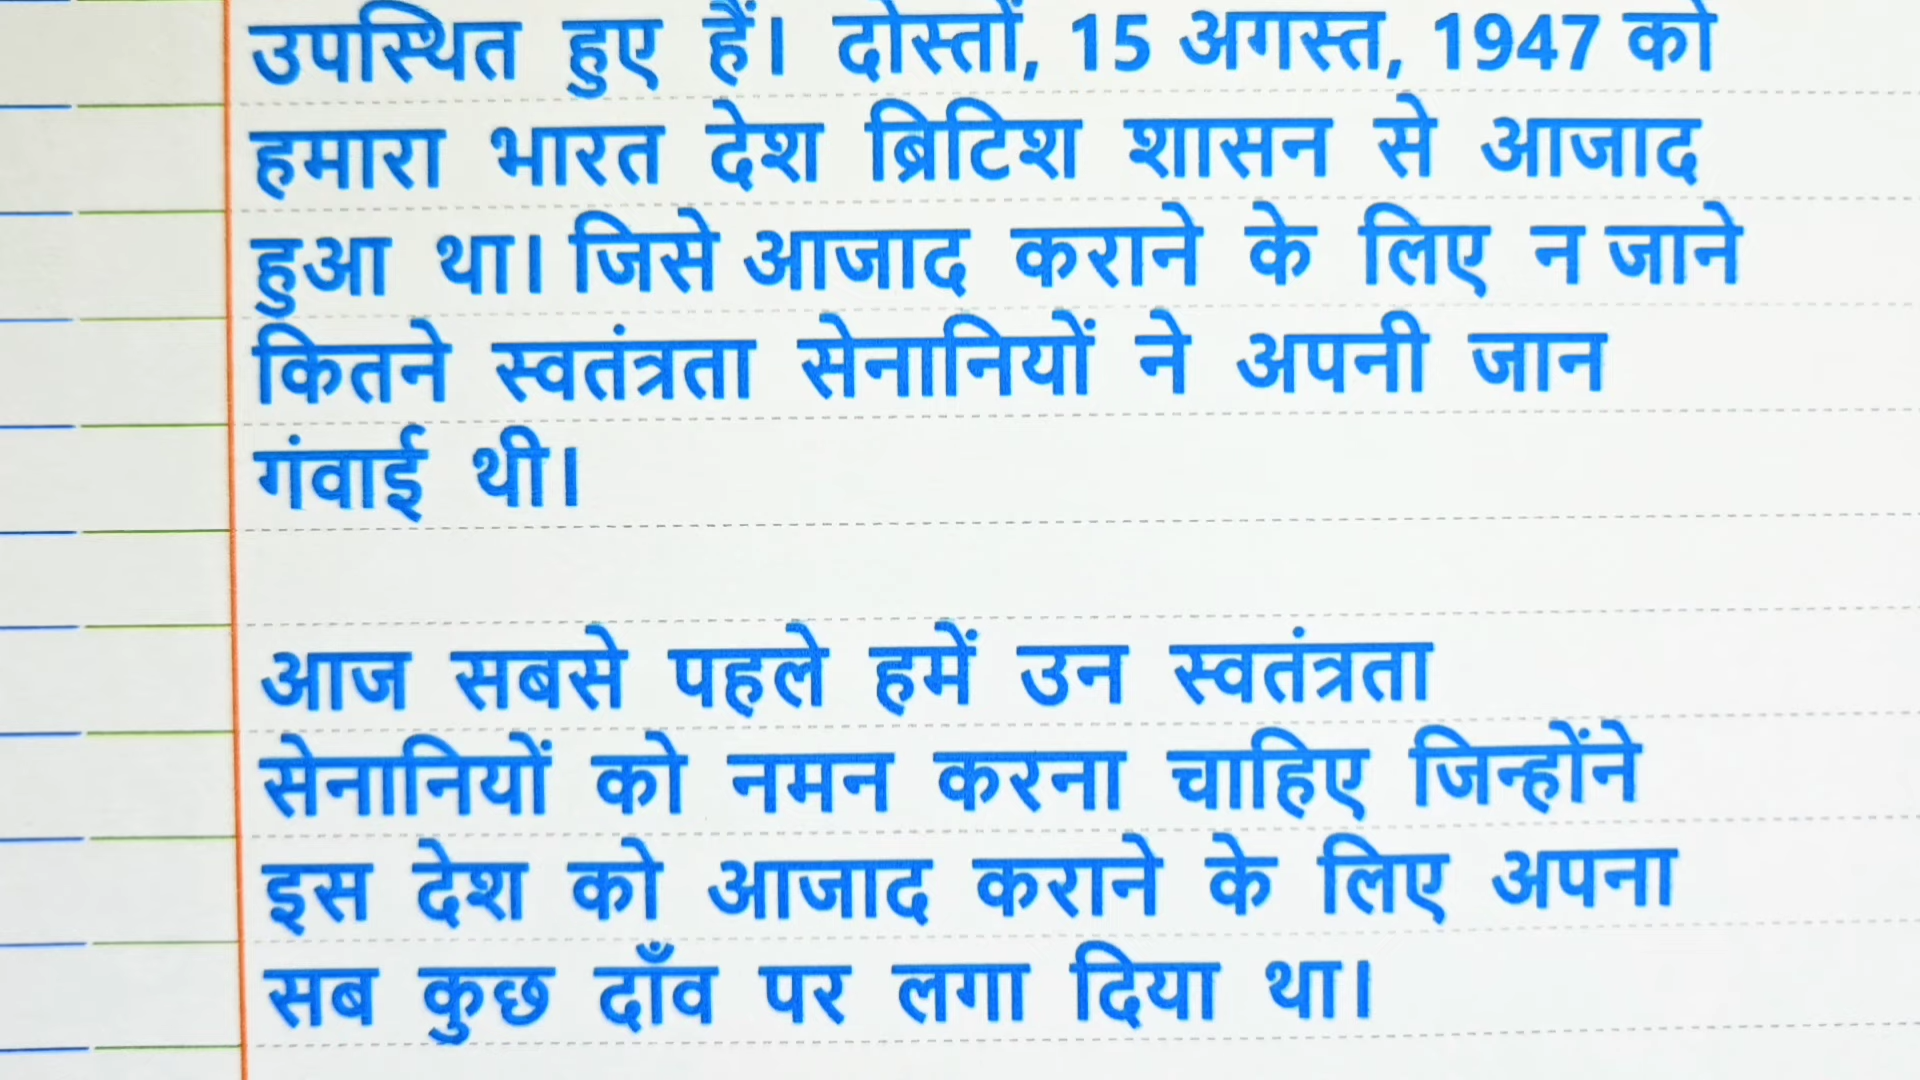 उपस्थित हुए हैं। दोस्तों, 15 अगस्त, 1947 को
हमारा भारत देश ब्रिटिश शासन से आजाद
हुआ था। जिसे आजाद कराने के लिए न जाने
कितने स्वतंत्रता सेनानियों ने अपनी जान
गंवाई थी।
आज सबसे पहले हमें उन स्वतंत्रता
सेनानियों को नमन करना चाहिए जिन्होंने
इस देश को आजाद कराने के लिए अपना
सब कुछ दाँव पर लगा दिया था।